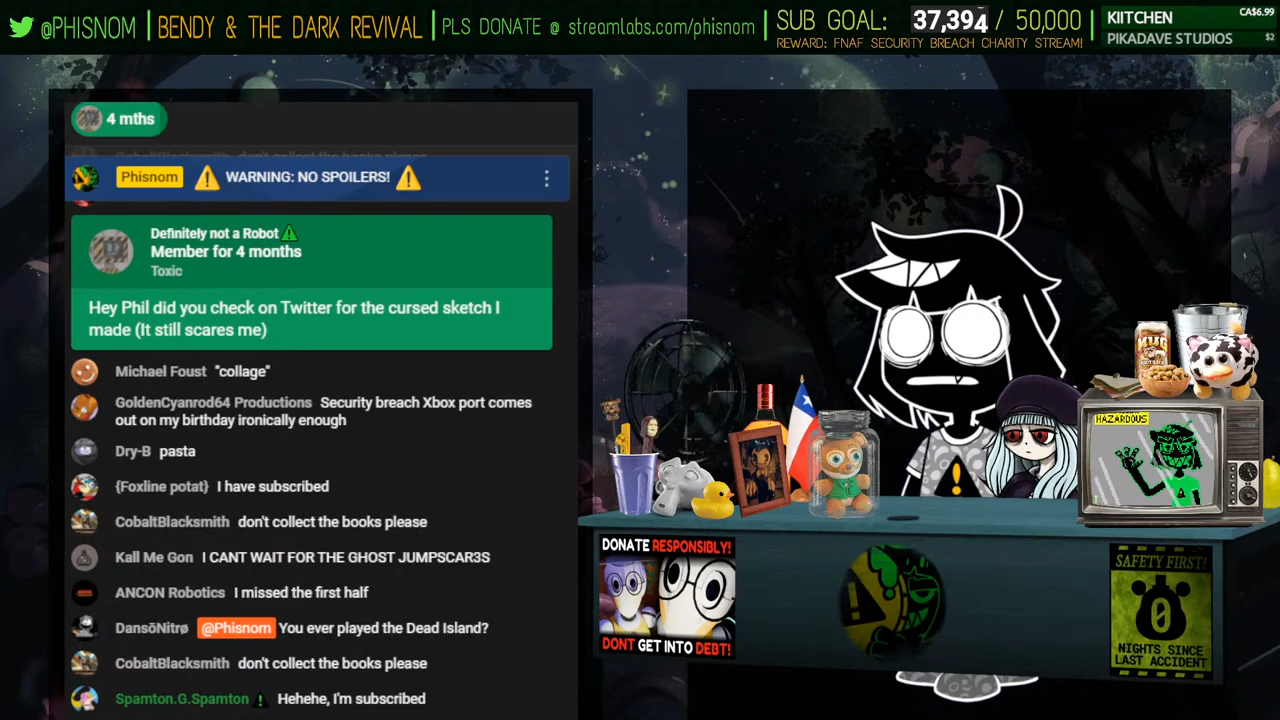 @PHISNOM
BENDY & THE DARK REVIVAL
PLS DONATE @ streamlabs.com/phisnom
SUB GOAL: 37,394 / 50,000
REWARD: FNAF SECURITY BREACH CHARITY STREAM!
KIITCHEN CA$6.99
PIKADAVE STUDIOS $2
4 mths
don't collect the books please
Phisnom WARNING: NO SPOILERS!
Definitely not a Robot
Member for 4 months
Toxic
Hey Phil did you check on Twitter for the cursed sketch I
made (It still scares me)
Michael Foust "collage"
GoldenCyanrod64 Productions Security breach Xbox port comes
out on my birthday ironically enough
Dry-B pasta
{Foxline potat} I have subscribed
CobaltBlacksmith don't collect the books please
Kall Me Gon I CANT WAIT FOR THE GHOST JUMPSCAR3S
ANCON Robotics I missed the first half
DansōNitrø @Phisnom You ever played the Dead Island?
CobaltBlacksmith don't collect the books please
Spamton.G.Spamton Hehehe, I'm subscribed
MUG
HAZARDOUS
DONATE RESPONSIBLY!
DONT GET INTO DEBT!
SAFETY FIRST!
0
NIGHTS SINCE
LAST ACCIDENT